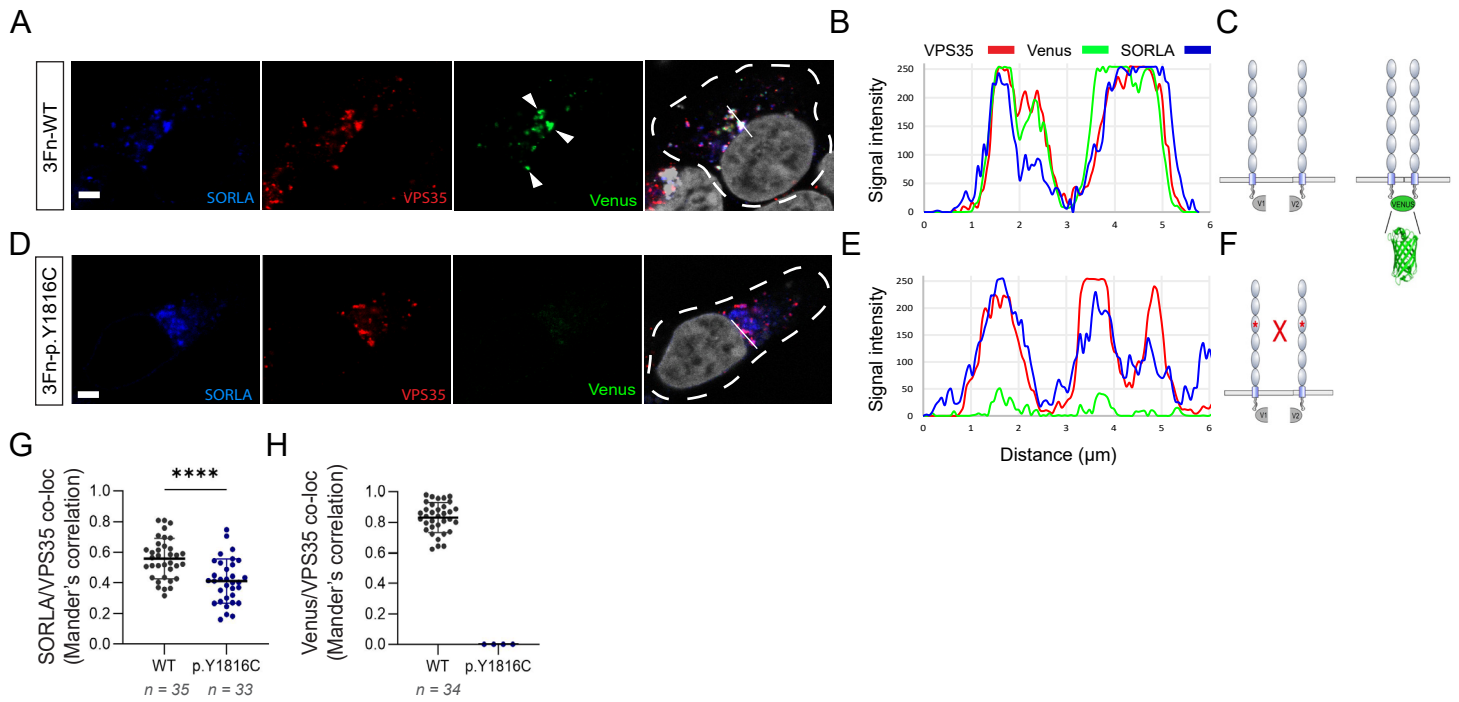 A
3Fn-WT
SORLA
VPS35
Venus
B
VPS35 Venus SORLA
Signal intensity
250
200
150
100
50
0
0 1 2 3 4 5 6
C
V1 V2
VENUS
D
3Fn-p.Y1816C
SORLA
VPS35
Venus
E
Signal intensity
250
200
150
100
50
0
0 1 2 3 4 5 6
Distance (µm)
F
X
V1 V2
G
SORLA/VPS35 co-loc
(Mander's correlation)
****
1.0
0.8
0.6
0.4
0.2
0.0
WT p.Y1816C
n = 35 n = 33
H
Venus/VPS35 co-loc
(Mander's correlation)
1.0
0.8
0.6
0.4
0.2
0.0
WT p.Y1816C
n = 34